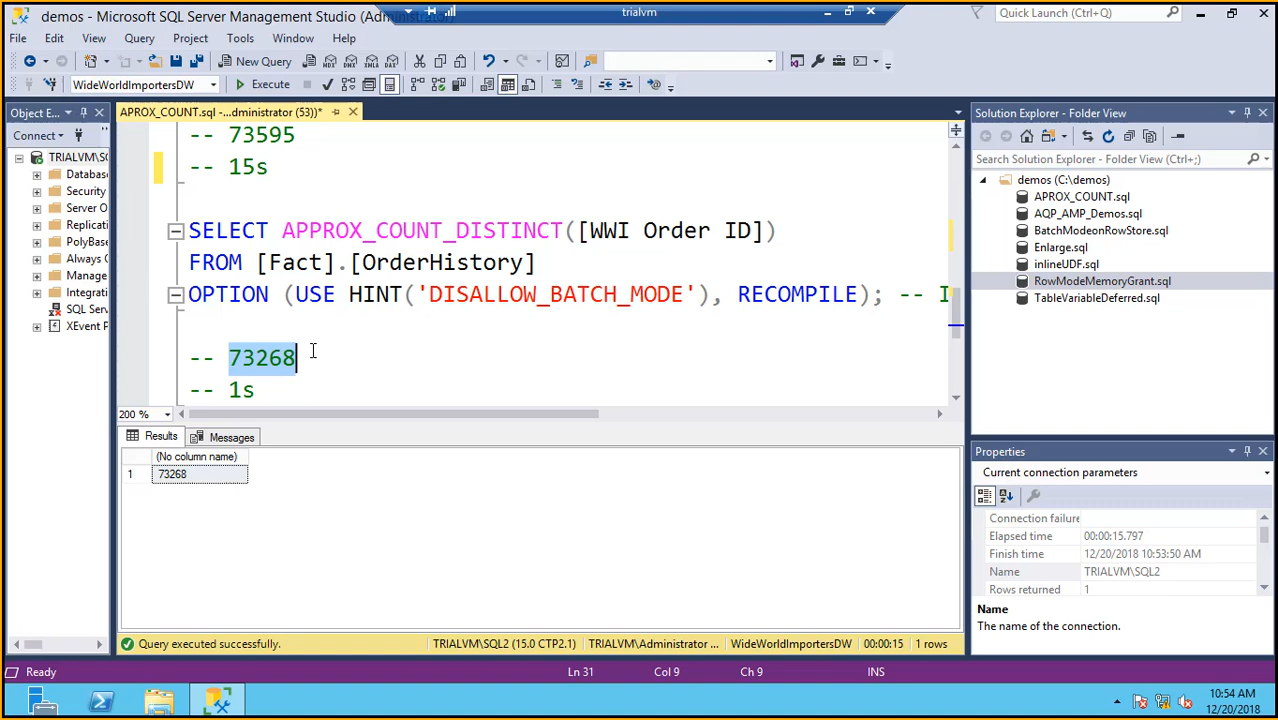 demos - Microsoft SQL Server Management Studio (Administrator)
trialvm
Quick Launch (Ctrl+Q)
File Edit View Query Project Tools Window Help
New Query
MDX DMX XMLA DAX
WideWorldImportersDW
Execute
Object E...
APROX_COUNT.sql -...dministrator (53))*
Solution Explorer - Folder View
Connect
Search Solution Explorer - Folder View (Ctrl+;)
TRIALVM\SQ
Databas
Security
Server O
Replicati
PolyBase
Always C
Manage
Integrati
SQL Serv
XEvent P
-- 73595
-- 15s
SELECT APPROX_COUNT_DISTINCT([WWI Order ID])
FROM [Fact].[OrderHistory]
OPTION (USE HINT('DISALLOW_BATCH_MODE'), RECOMPILE); -- I
-- 73268
-- 1s
200 %
demos (C:\demos)
APROX_COUNT.sql
AQP_AMP_Demos.sql
BatchModeonRowStore.sql
Enlarge.sql
inlineUDF.sql
RowModeMemoryGrant.sql
TableVariableDeferred.sql
Results Messages
(No column name)
1 73268
Properties
Current connection parameters
Connection failure
Elapsed time 00:00:15.797
Finish time 12/20/2018 10:53:50 AM
Name TRIALVM\SQL2
Rows returned 1
Name
The name of the connection.
Query executed successfully. TRIALVM\SQL2 (15.0 CTP2.1) TRIALVM\Administrator ... WideWorldImportersDW 00:00:15 1 rows
Ready Ln 31 Col 9 Ch 9 INS
10:54 AM
12/20/2018